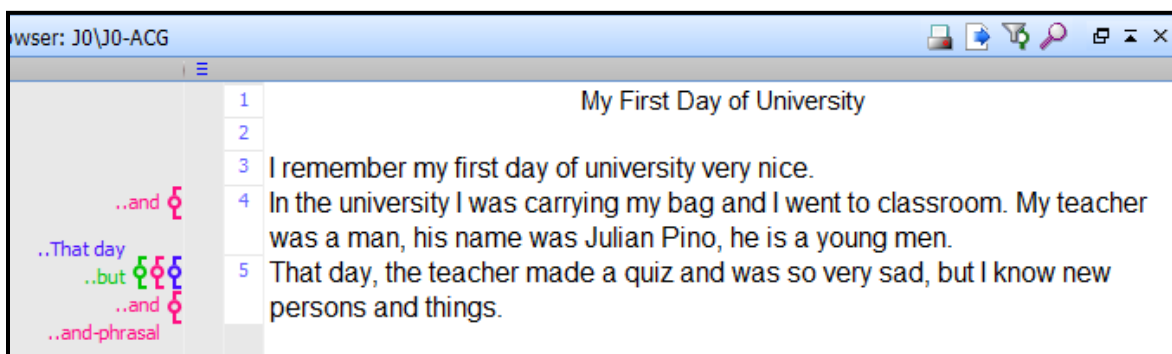 wser: J0\J0-ACG
1 My First Day of University
2
3 I remember my first day of university very nice.
..and 4 In the university I was carrying my bag and I went to classroom. My teacher
was a man, his name was Julian Pino, he is a young men.
..That day
..but 5 That day, the teacher made a quiz and was so very sad, but I know new
..and persons and things.
..and-phrasal